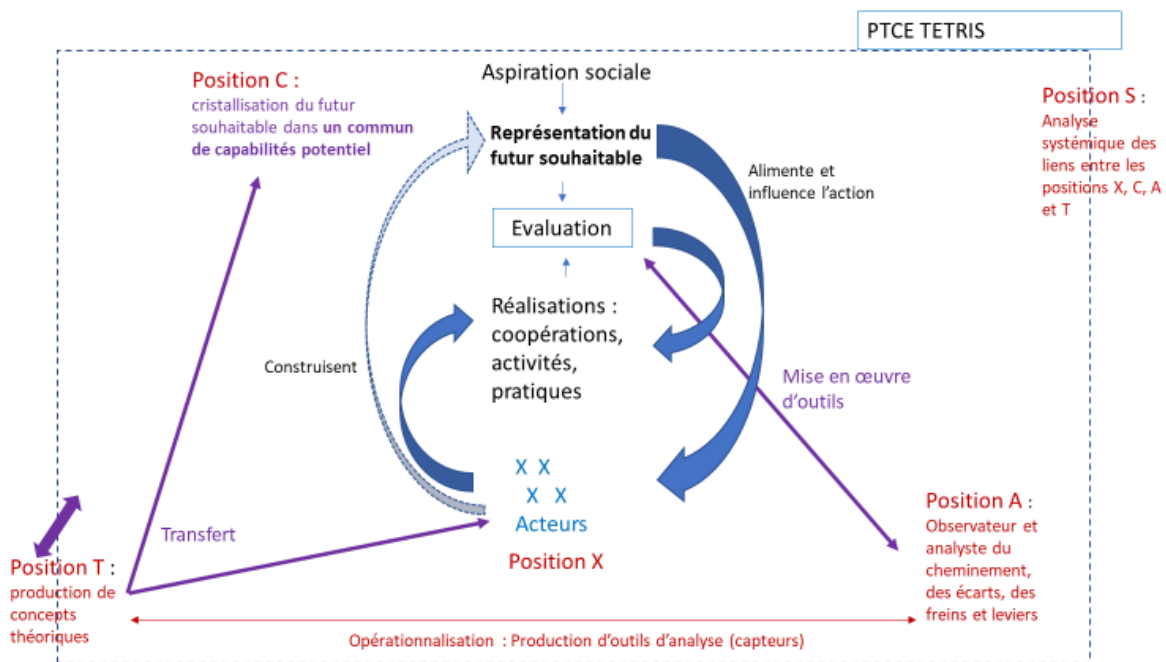 PTCE TETRIS
Position C :
cristallisation du futur
souhaitable dans un commun
de capabilités potentiel
Aspiration sociale
Représentation du
futur souhaitable
Position S :
Analyse
systémique des
liens entre les
positions X, C, A
et T
Alimente et
influence l’action
Evaluation
Réalisations :
coopérations,
activités,
pratiques
Construisent
Mise en œuvre
d’outils
X X
X X
Acteurs
Position X
Transfert
Position A :
Observateur et
analyste du
cheminement,
des écarts, des
freins et leviers
Position T :
production de
concepts
théoriques
Opérationnalisation : Production d’outils d’analyse (capteurs)